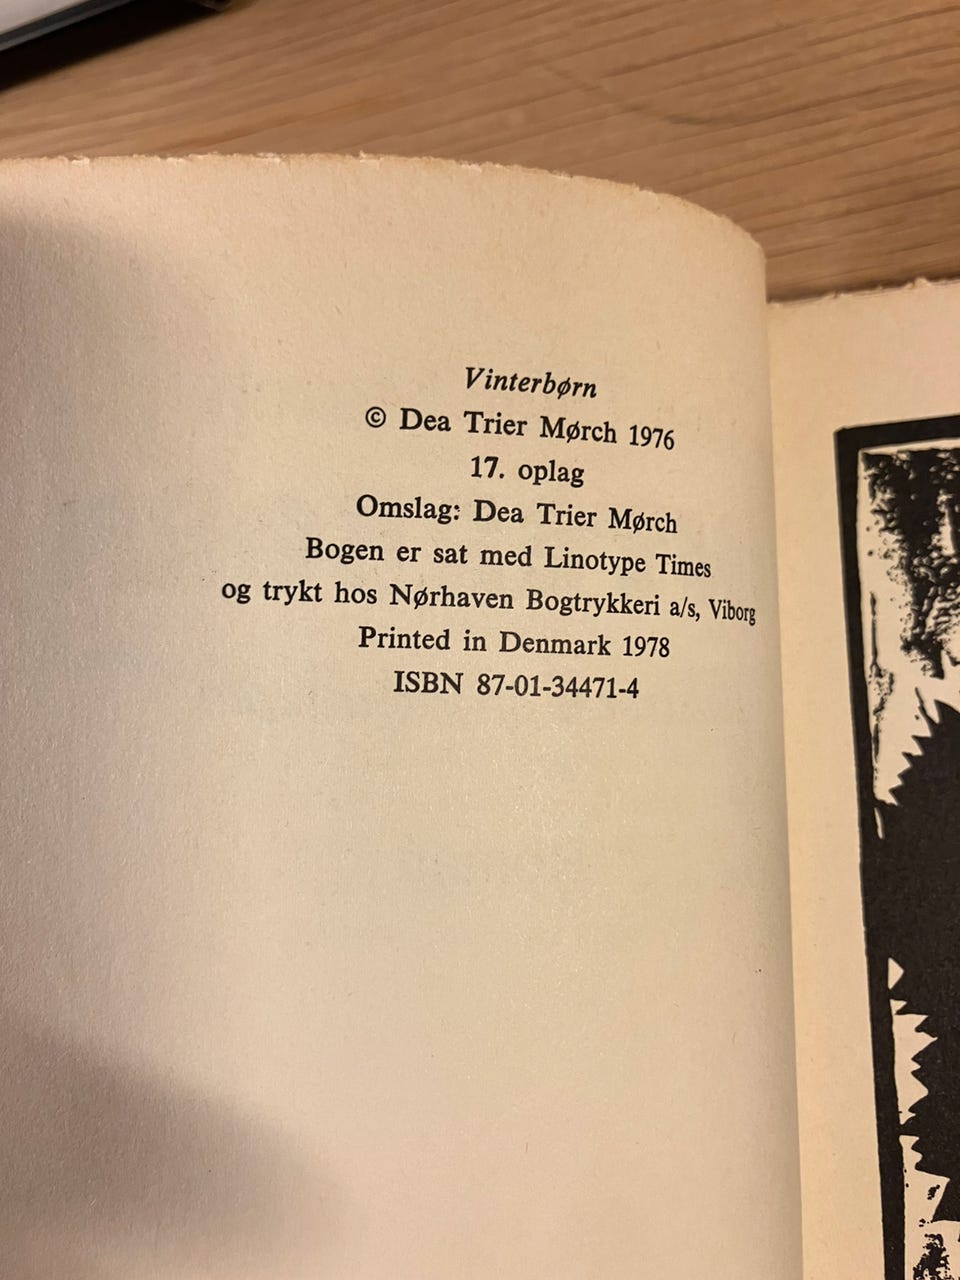 Vinterbørn
© Dea Trier Mørch 1976
17. oplag
Omslag: Dea Trier Mørch
Bogen er sat med Linotype Times
og trykt hos Nørhaven Bogtrykkeri a/s, Viborg
Printed in Denmark 1978
ISBN 87-01-34471-4